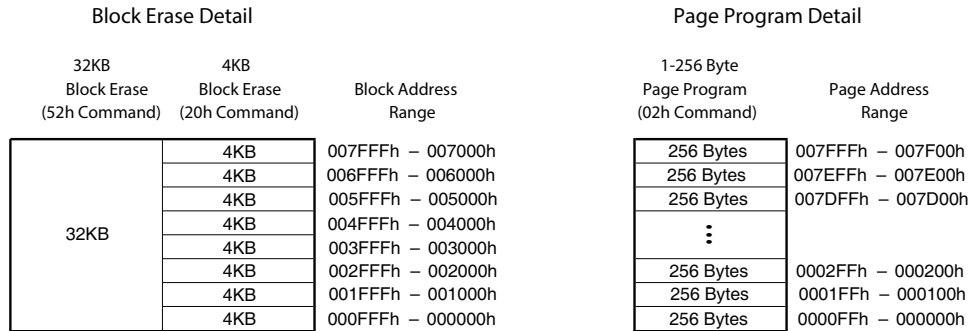 Block Erase Detail
Page Program Detail
32KB
Block Erase
(52h Command)
4KB
Block Erase
(20h Command)
Block Address
Range
1-256 Byte
Page Program
(02h Command)
Page Address
Range
32KB
4KB 007FFFh – 007000h
4KB 006FFFh – 006000h
4KB 005FFFh – 005000h
4KB 004FFFh – 004000h
4KB 003FFFh – 003000h
4KB 002FFFh – 002000h
4KB 001FFFh – 001000h
4KB 000FFFh – 000000h
256 Bytes 007FFFh – 007F00h
256 Bytes 007EFFh – 007E00h
256 Bytes 007DFFh – 007D00h
256 Bytes 0002FFh – 000200h
256 Bytes 0001FFh – 000100h
256 Bytes 0000FFh – 000000h